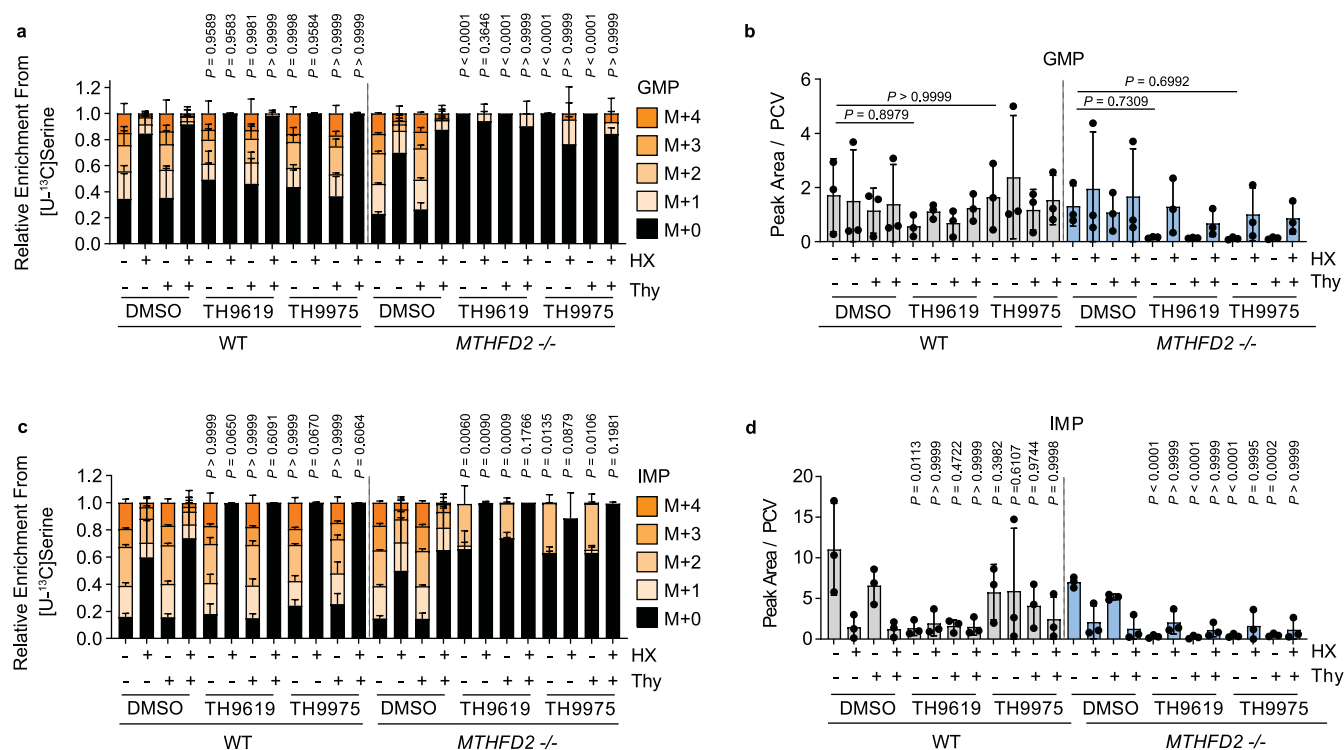 a
P = 0.9589
P = 0.9583
P = 0.9981
P > 0.9999
P = 0.9998
P = 0.9584
P > 0.9999
P > 0.9999
P < 0.0001
P = 0.3646
P < 0.0001
P > 0.9999
P < 0.0001
P > 0.9999
P < 0.0001
P > 0.9999
Relative Enrichment From
[U-¹³C]Serine
1.2
1.0
0.8
0.6
0.4
0.2
0.0
GMP
M+4
M+3
M+2
M+1
M+0
- + - + - + - + - + - + - + - + - + - + - + - + HX
- - + + - - + + - - + + - - + + - - + + - - + + Thy
DMSO TH9619 TH9975 DMSO TH9619 TH9975
WT MTHFD2 -/-
b
GMP
P = 0.6992
P > 0.9999
P = 0.7309
P = 0.8979
Peak Area / PCV
6
4
2
0
- + - + - + - + - + - + - + - + - + - + - + - + HX
- - + + - - + + - - + + - - + + - - + + - - + + Thy
DMSO TH9619 TH9975 DMSO TH9619 TH9975
WT MTHFD2 -/-
c
P > 0.9999
P = 0.0650
P > 0.9999
P = 0.6091
P > 0.9999
P = 0.0670
P > 0.9999
P = 0.6064
P = 0.0060
P = 0.0090
P = 0.0009
P = 0.1766
P = 0.0135
P = 0.0879
P = 0.0106
P = 0.1981
Relative Enrichment From
[U-¹³C]Serine
1.2
1.0
0.8
0.6
0.4
0.2
0.0
IMP
M+4
M+3
M+2
M+1
M+0
- + - + - + - + - + - + - + - + - + - + - + - + HX
- - + + - - + + - - + + - - + + - - + + - - + + Thy
DMSO TH9619 TH9975 DMSO TH9619 TH9975
WT MTHFD2 -/-
d
IMP
P = 0.0113
P > 0.9999
P = 0.4722
P > 0.9999
P = 0.3982
P =0.6107
P = 0.9744
P = 0.9998
P < 0.0001
P > 0.9999
P < 0.0001
P > 0.9999
P < 0.0001
P = 0.9995
P = 0.0002
P > 0.9999
Peak Area / PCV
20
15
10
5
0
- + - + - + - + - + - + - + - + - + - + - + - + HX
- - + + - - + + - - + + - - + + - - + + - - + + Thy
DMSO TH9619 TH9975 DMSO TH9619 TH9975
WT MTHFD2 -/-